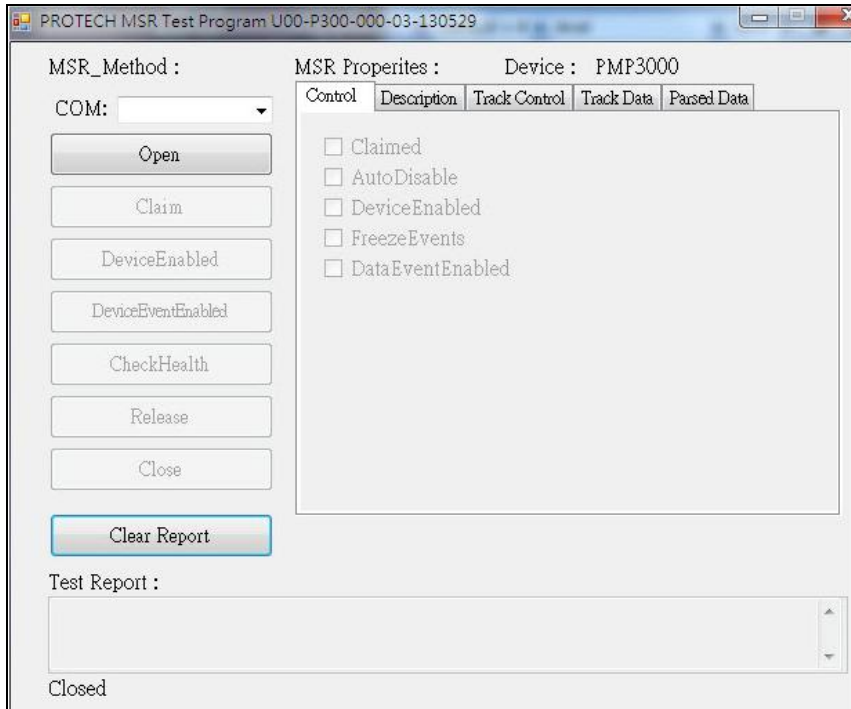 PROTECH MSR Test Program U00-P300-000-03-130529
MSR_Method :
MSR Properites :
Device : PMP3000
COM:
Control
Description
Track Control
Track Data
Parsed Data
Open
Claim
DeviceEnabled
DeviceEventEnabled
CheckHealth
Release
Close
Clear Report
Claimed
AutoDisable
DeviceEnabled
FreezeEvents
DataEventEnabled
Test Report :
Closed